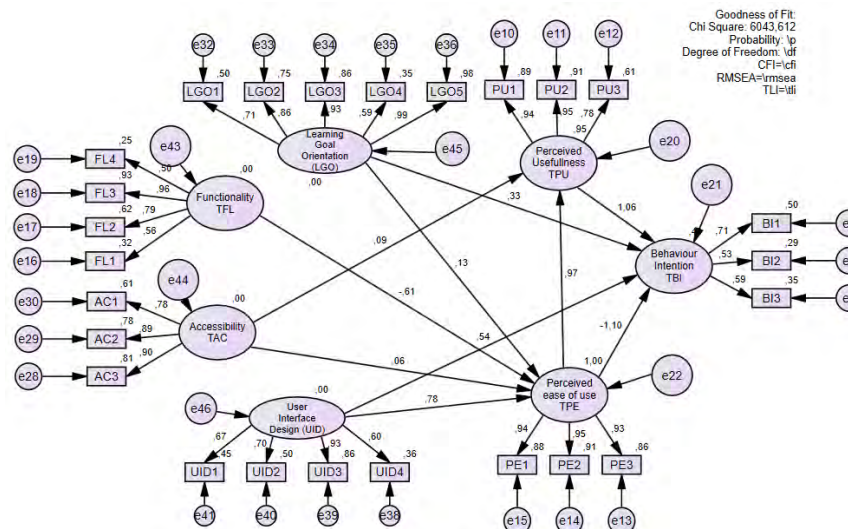 Goodness of Fit:
Chi Square: 6043,612
Probability: \p
Degree of Freedom: \df
CFI=\cfi
RMSEA=\rmsea
TLI=\tli
e32 e33 e34 e35 e36
,50 ,75 ,86 ,35 ,98
LGO1 LGO2 LGO3 LGO4 LGO5
,71 ,86 ,93 ,59 ,99
Learning
Goal
Orientation
(LGO)
,00
e45
e10 e11 e12
,89 ,91 ,61
PU1 PU2 PU3
,94 ,95 ,78
,95
Perceived
Usefullness
TPU
e20
e43
,00
e19 FL4 ,25 ,50
e18 FL3 ,93 ,96
e17 FL2 ,62 ,79
e16 FL1 ,32 ,56
Functionality
TFL
e21
Behaviour
Intention
TBI
,71 BI1 ,50
,53 BI2 ,29
,59 BI3 ,35
e44
,00
e30 AC1 ,61 ,78
e29 AC2 ,78 ,89
e28 AC3 ,81 ,90
Accessibility
TAC
,33
1,06
,09
,13
,97
-,61
,54
-1,10
,06
,78
1,00
Perceived
ease of use
TPE
e22
e46
,00
User
Interface
Design (UID)
,67 ,70 ,93 ,60
,45 ,50 ,86 ,36
UID1 UID2 UID3 UID4
e41 e40 e39 e38
,94 ,95 ,93
,88 ,91 ,86
PE1 PE2 PE3
e15 e14 e13